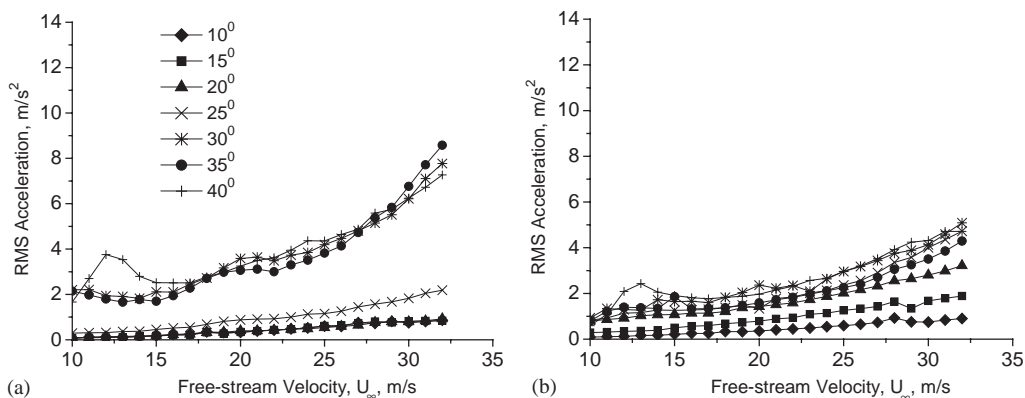 14
12
10
8
6
4
2
0
RMS Acceleration, m/s²
10⁰
15⁰
20⁰
25⁰
30⁰
35⁰
40⁰
10 15 20 25 30 35
Free-stream Velocity, U∞, m/s
(a)
14
12
10
8
6
4
2
0
RMS Acceleration, m/s²
10 15 20 25 30 35
Free-stream Velocity, U∞, m/s
(b)